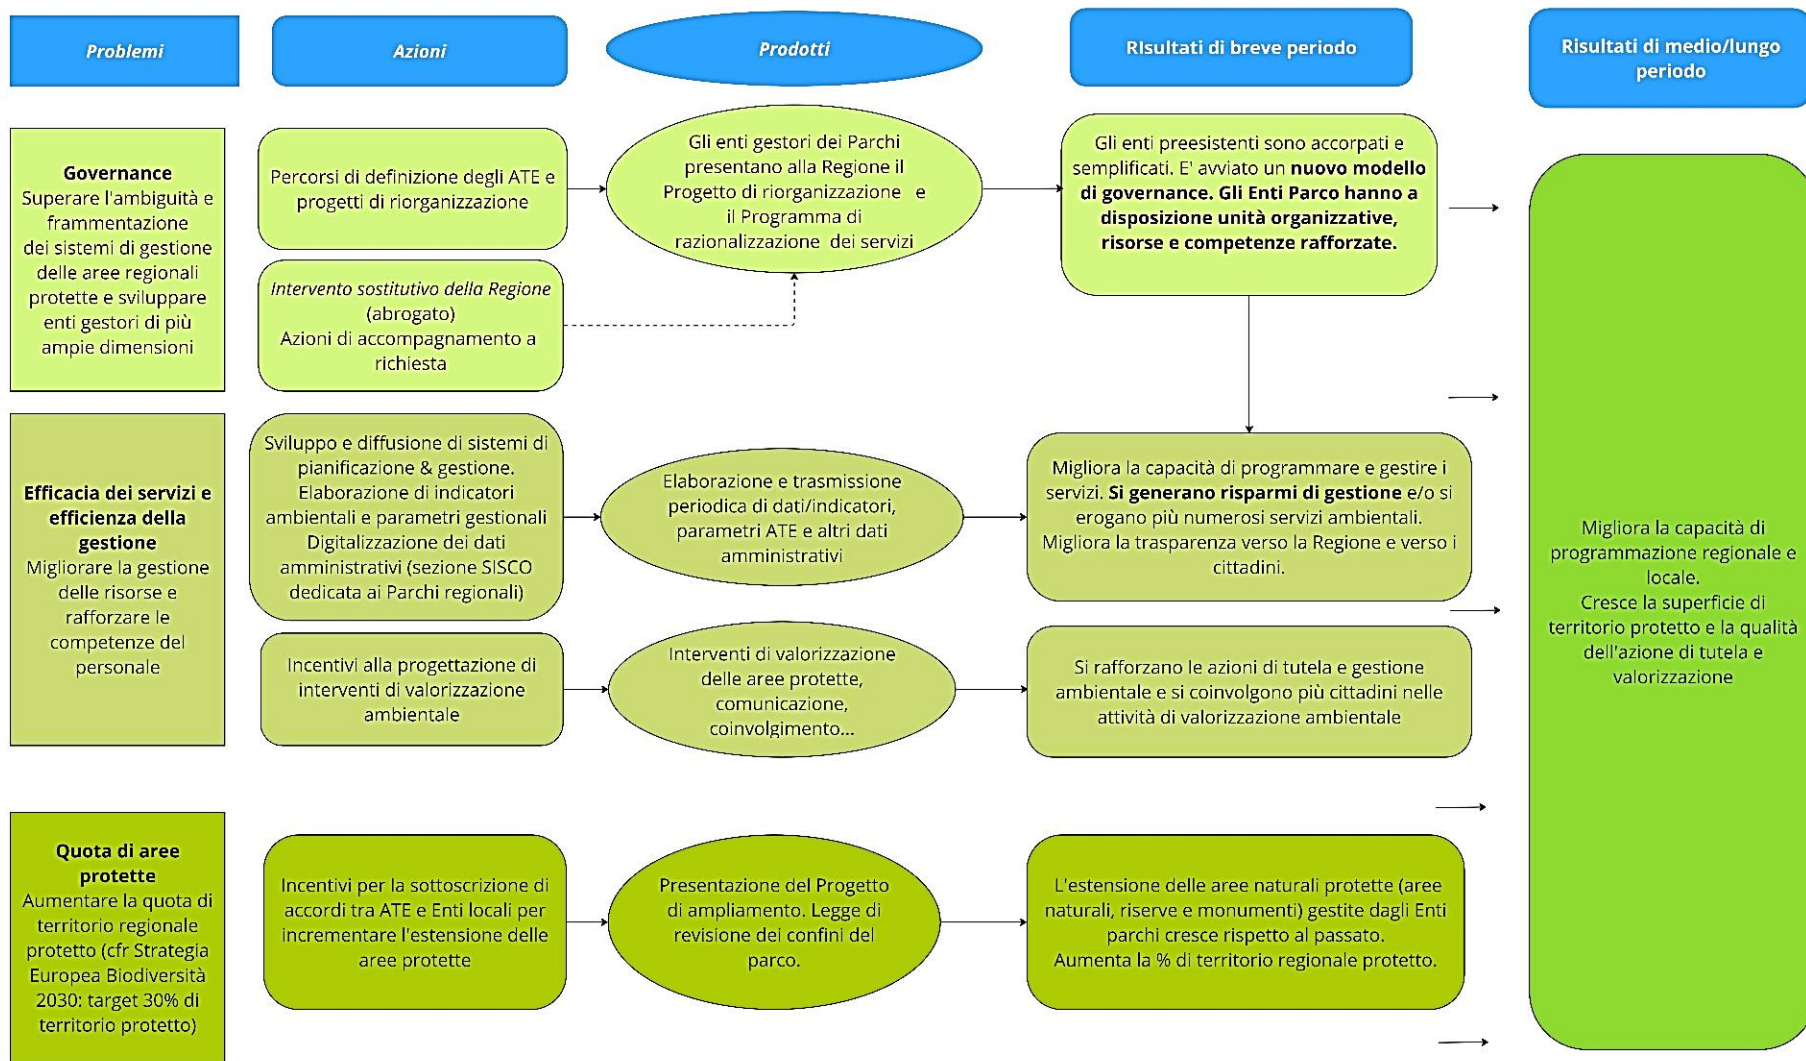 Problemi
Azioni
Prodotti
RIsultati di breve periodo
Risultati di medio/lungo
periodo
Governance
Superare l'ambiguità e
frammentazione
dei sistemi di gestione
delle aree regionali
protette e sviluppare
enti gestori di più
ampie dimensioni
Percorsi di definizione degli ATE e
progetti di riorganizzazione
Intervento sostitutivo della Regione
(abrogato)
Azioni di accompagnamento a
richiesta
Gli enti gestori dei Parchi
presentano alla Regione il
Progetto di riorganizzazione e
il Programma di
razionalizzazione dei servizi
Gli enti preesistenti sono accorpati e
semplificati. E' avviato un nuovo modello
di governance. Gli Enti Parco hanno a
disposizione unità organizzative,
risorse e competenze rafforzate.
Efficacia dei servizi e
efficienza della
gestione
Migliorare la gestione
delle risorse e
rafforzare le
competenze del
personale
Sviluppo e diffusione di sistemi di
pianificazione & gestione.
Elaborazione di indicatori
ambientali e parametri gestionali
Digitalizzazione dei dati
amministrativi (sezione SISCO
dedicata ai Parchi regionali)
Elaborazione e trasmissione
periodica di dati/indicatori,
parametri ATE e altri dati
amministrativi
Migliora la capacità di programmare e gestire i
servizi. Si generano risparmi di gestione e/o si
erogano più numerosi servizi ambientali.
Migliora la trasparenza verso la Regione e verso i
cittadini.
Incentivi alla progettazione di
interventi di valorizzazione
ambientale
Interventi di valorizzazione
delle aree protette,
comunicazione,
coinvolgimento...
Si rafforzano le azioni di tutela e gestione
ambientale e si coinvolgono più cittadini nelle
attività di valorizzazione ambientale
Quota di aree
protette
Aumentare la quota di
territorio regionale
protetto (cfr Strategia
Europea Biodiversità
2030: target 30% di
territorio protetto)
Incentivi per la sottoscrizione di
accordi tra ATE e Enti locali per
incrementare l'estensione delle
aree protette
Presentazione del Progetto
di ampliamento. Legge di
revisione dei confini del
parco.
L'estensione delle aree naturali protette (aree
naturali, riserve e monumenti) gestite dagli Enti
parchi cresce rispetto al passato.
Aumenta la % di territorio regionale protetto.
Migliora la capacità di
programmazione regionale e
locale.
Cresce la superficie di
territorio protetto e la qualità
dell'azione di tutela e
valorizzazione